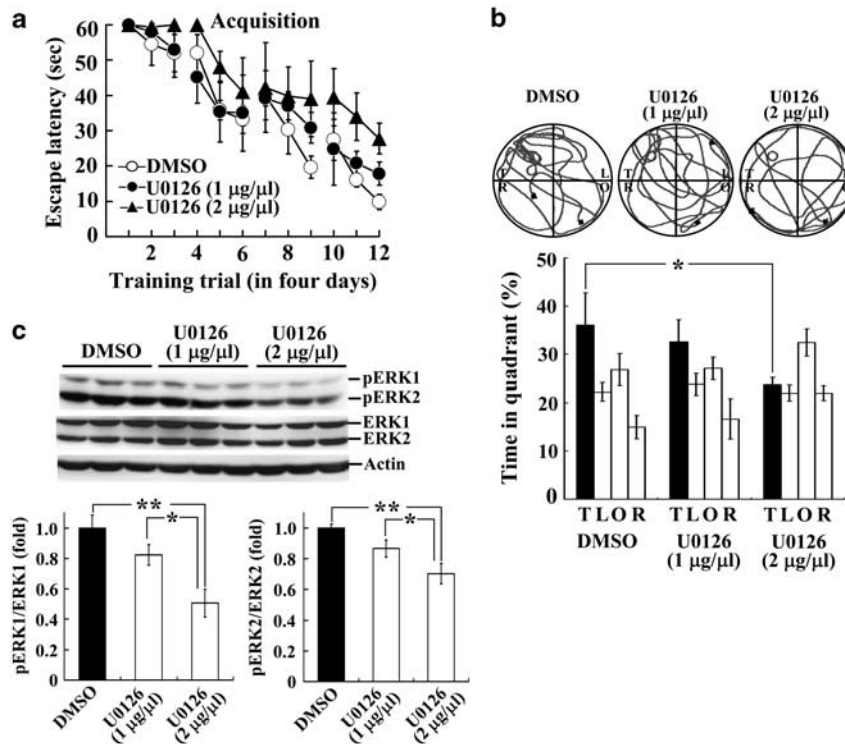 a
Acquisition
Escape latency (sec)
60
50
40
30
20
10
0
DMSO
U0126 (1 µg/µl)
U0126 (2 µg/µl)
2 4 6 8 10 12
Training trial (in four days)
b
DMSO
U0126
(1 µg/µl)
U0126
(2 µg/µl)
T L
R O
T L
R O
T L
R O
Time in quadrant (%)
50
40
30
20
10
0
*
T L O R T L O R T L O R
DMSO
U0126
(1 µg/µl)
U0126
(2 µg/µl)
c
DMSO
U0126
(1 µg/µl)
U0126
(2 µg/µl)
pERK1
pERK2
ERK1
ERK2
Actin
pERK1/ERK1 (fold)
1.0
0.8
0.6
0.4
0.2
0
**
*
DMSO
U0126
(1 µg/µl)
U0126
(2 µg/µl)
pERK2/ERK2 (fold)
1.0
0.8
0.6
0.4
0.2
0
**
*
DMSO
U0126
(1 µg/µl)
U0126
(2 µg/µl)